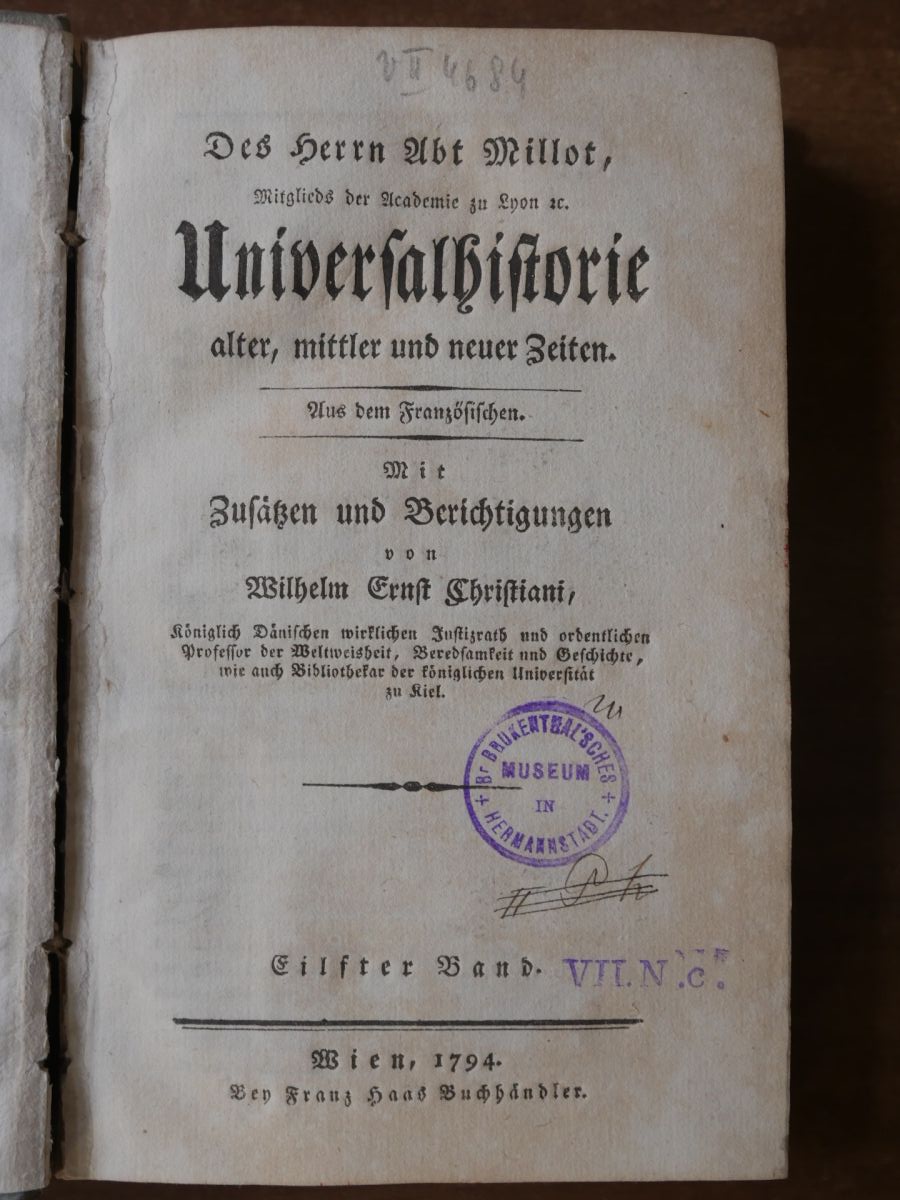 V II 4684
Des Herrn Abt Millot,
Mitglieds der Academie zu Lyon ꝛc.
Univerſalhiſtorie
alter, mittler und neuer Zeiten.
Aus dem Franzöſiſchen.
Mit
Zuſätzen und Berichtigungen
von
Wilhelm Ernſt Chriſtiani,
Königlich Däniſchen wirklichen Juſtizrath und ordentlichen
Profeſſor der Weltweisheit, Beredſamkeit und Geſchichte,
wie auch Bibliothekar der königlichen Univerſität
zu Kiel.
Br BRUKENTHAL'SCHES
MUSEUM
IN
HERMANNSTADT.
Eilfter Band.
VII. N. c.
Wien, 1794.
Bey Franz Haas Buchhändler.